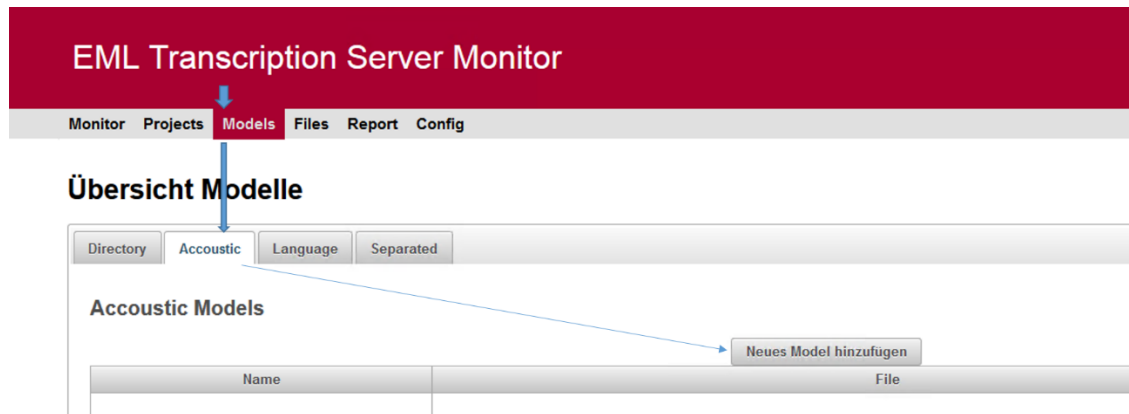 EML Transcription Server Monitor
Monitor Projects Models Files Report Config
Übersicht Modelle
Directory Accoustic Language Separated
Accoustic Models
Neues Model hinzufügen
Name File